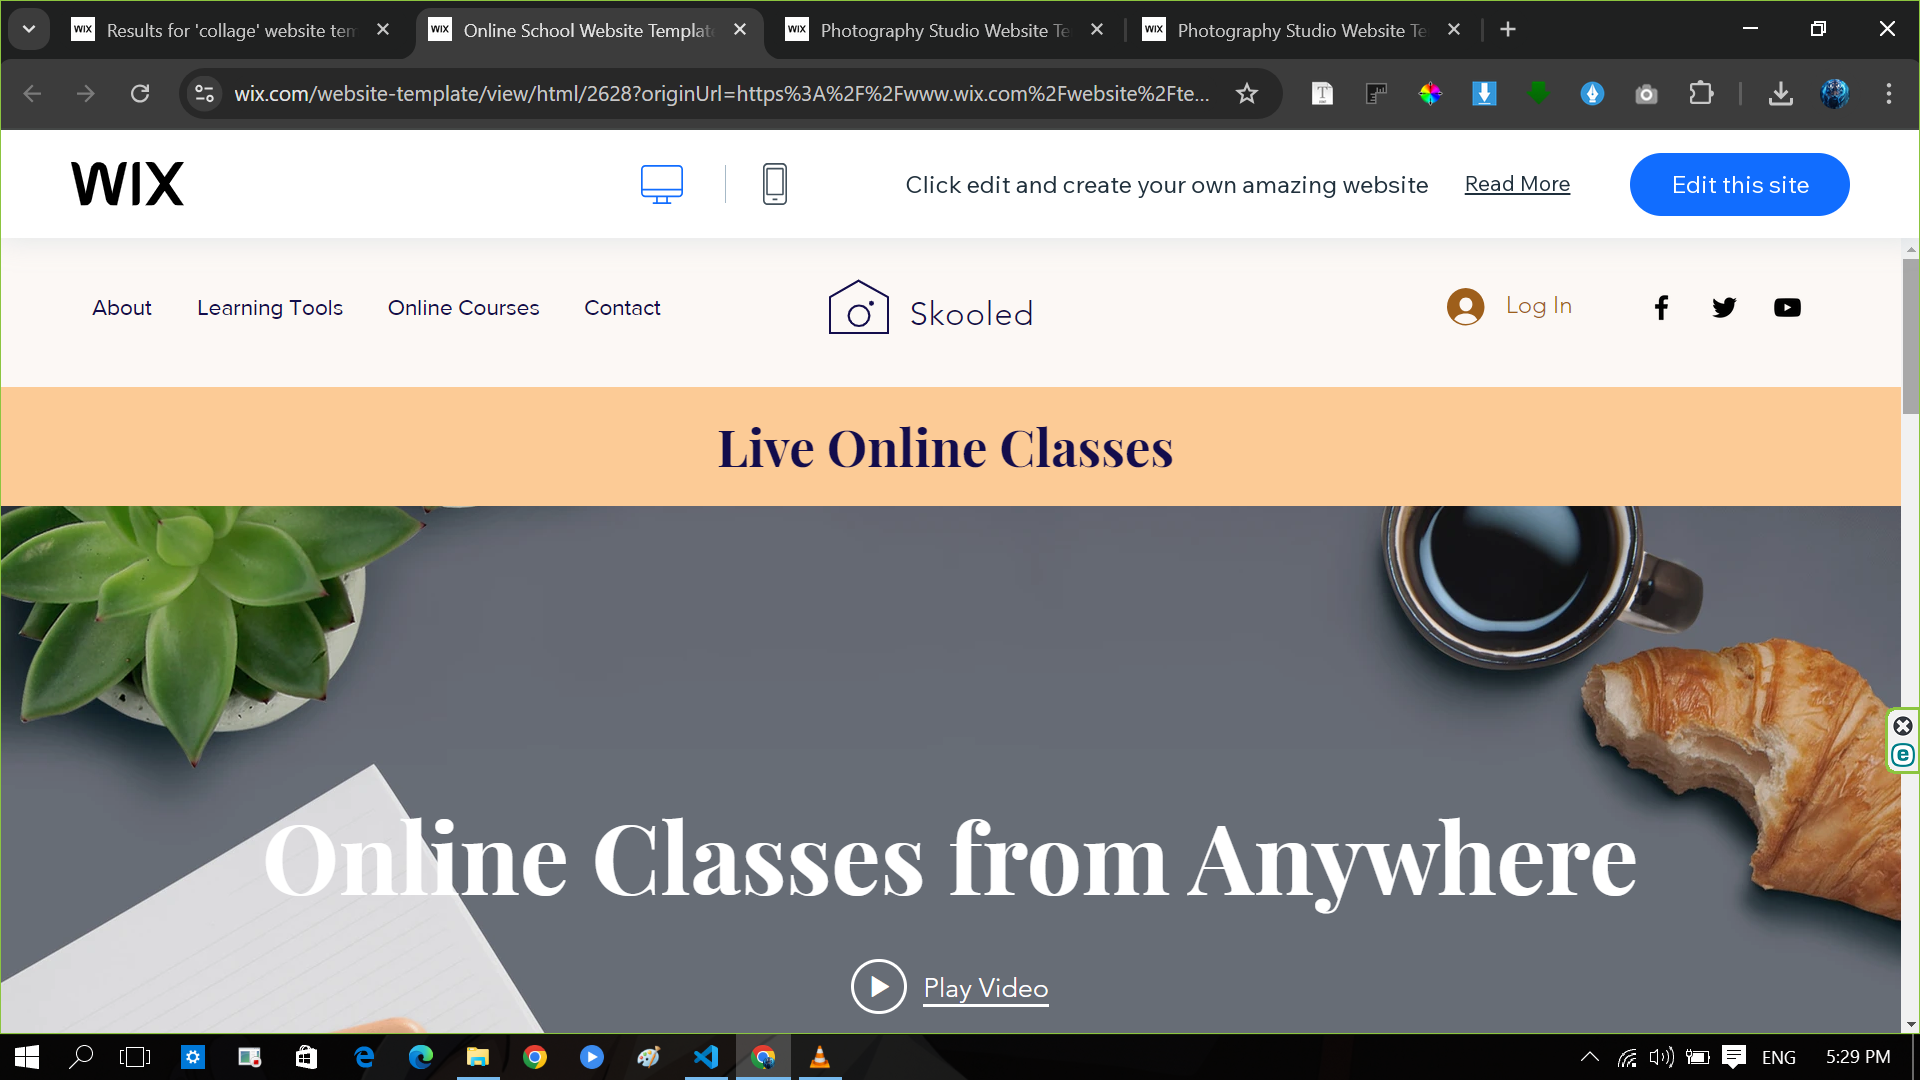 Results for 'collage' website tem
Online School Website Template
Photography Studio Website Te
Photography Studio Website Te
wix.com/website-template/view/html/2628?originUrl=https%3A%2F%2Fwww.wix.com%2Fwebsite%2Fte...
WIX
Click edit and create your own amazing website
Read More
Edit this site
About
Learning Tools
Online Courses
Contact
Skooled
Log In
Live Online Classes
Online Classes from Anywhere
Play Video
ENG
5:29 PM